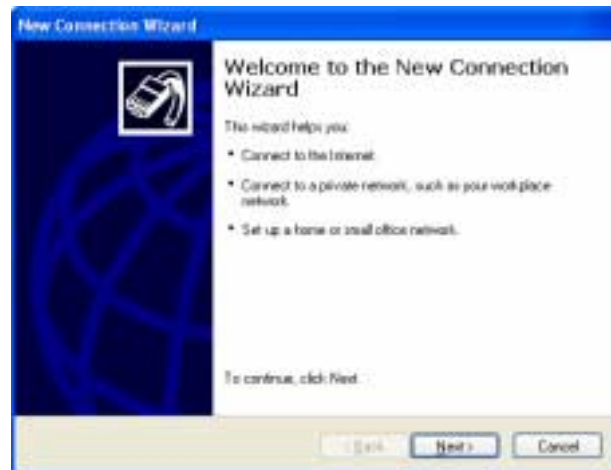 New Connection Wizard
Welcome to the New Connection
Wizard
This wizard helps you:
• Connect to the Internet.
• Connect to a private network, such as your workplace
network.
• Set up a home or small office network.
To continue, click Next.
< Back
Next >
Cancel